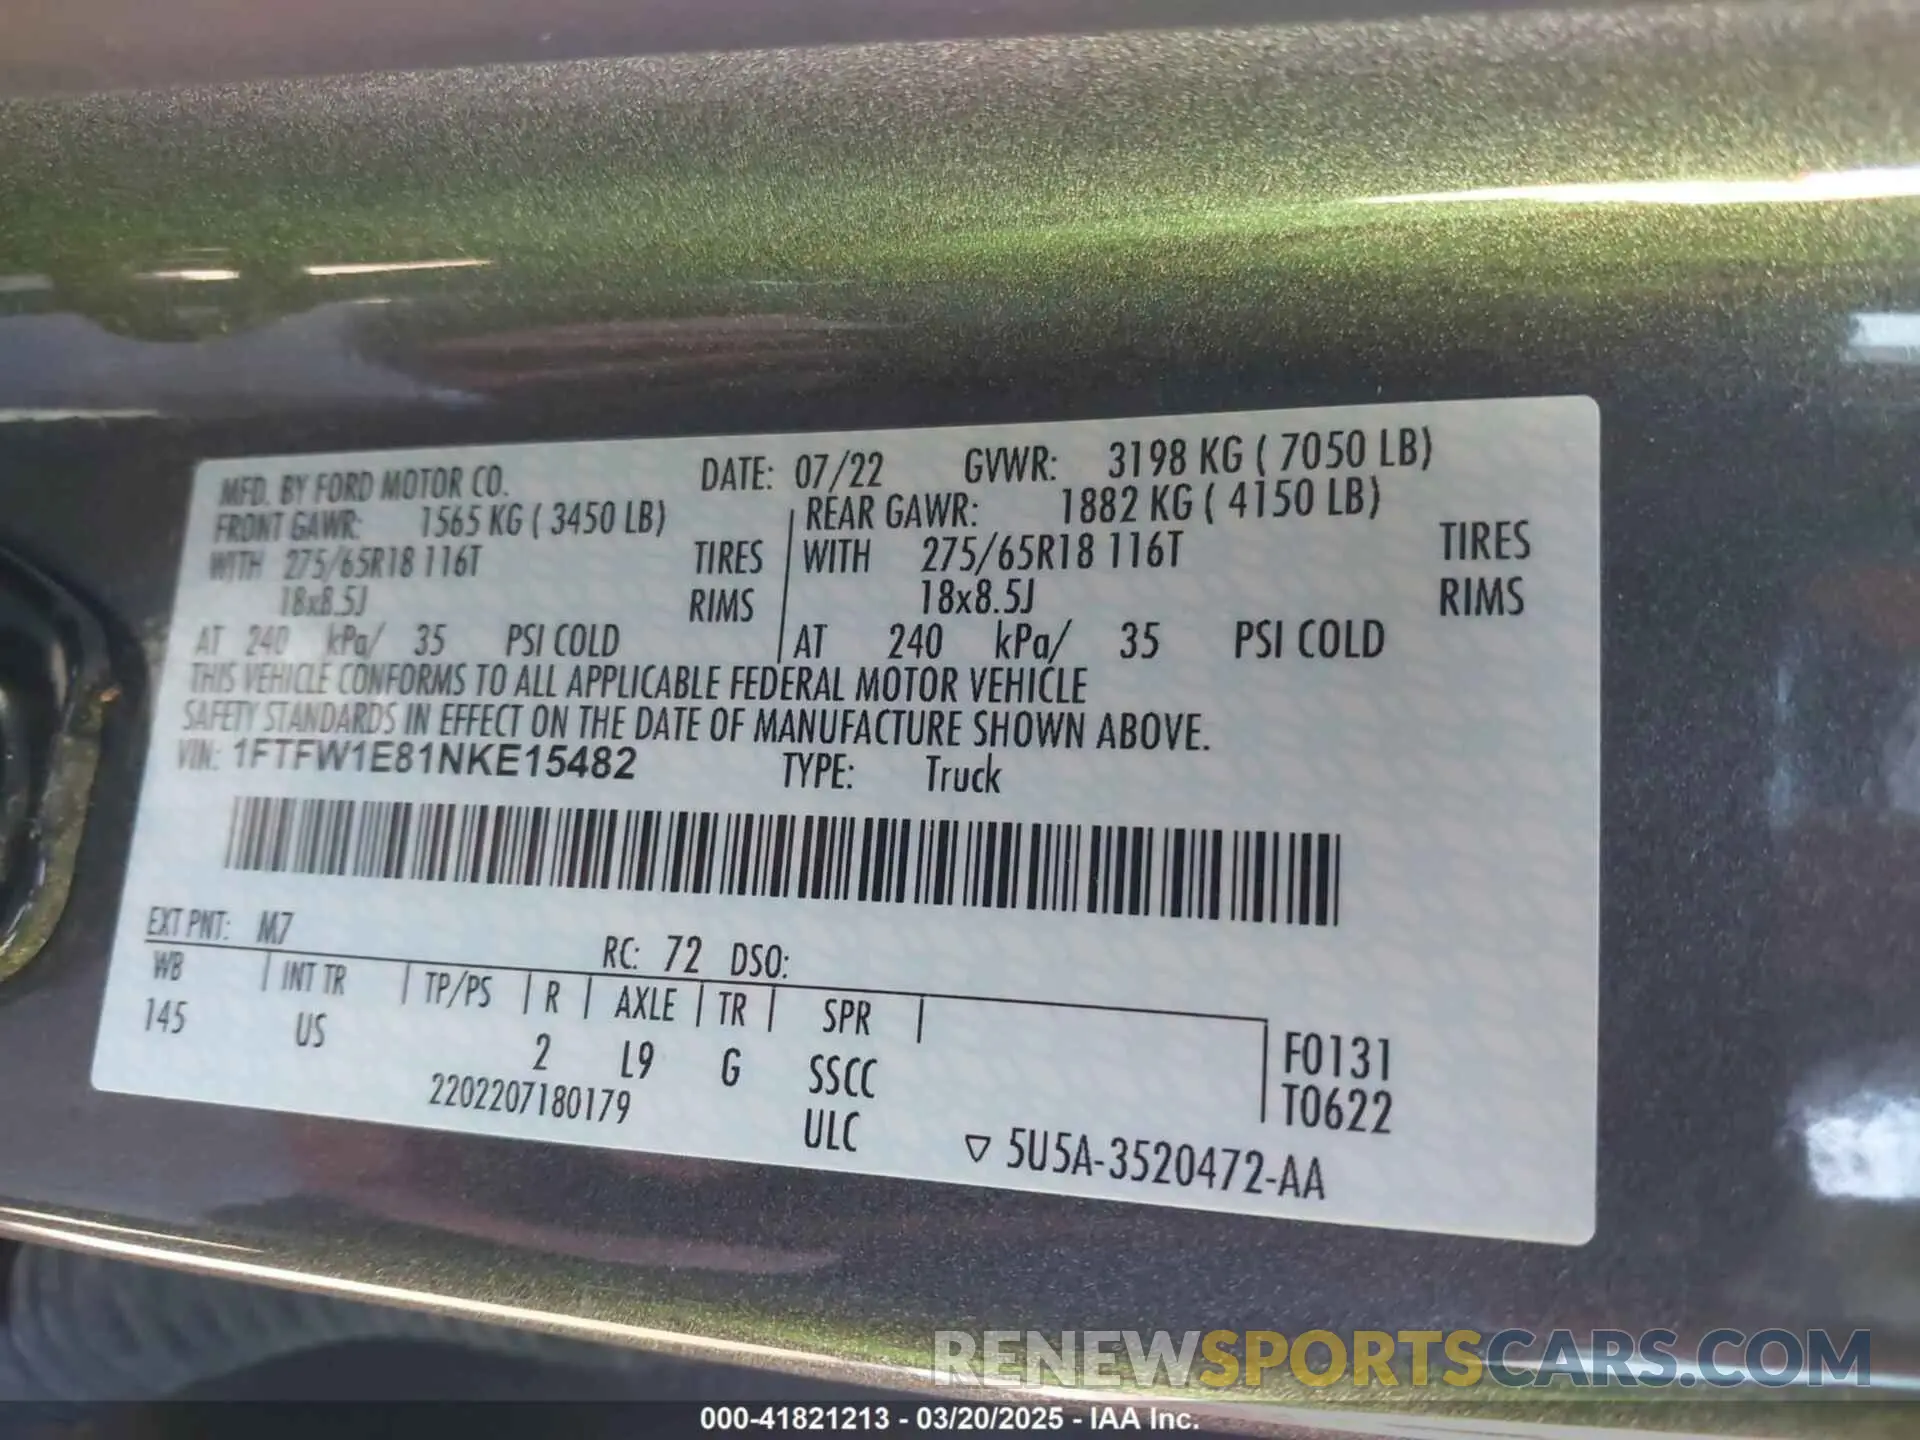 MFD. BY FORD MOTOR CO. DATE: 07/22 GVWR: 3198 KG ( 7050 LB)
FRONT GAWR: 1565 KG ( 3450 LB) REAR GAWR: 1882 KG ( 4150 LB)
WITH 275/65R18 116T TIRES WITH 275/65R18 116T TIRES
18x8.5J RIMS 18x8.5J RIMS
AT 240 kPa/ 35 PSI COLD AT 240 kPa/ 35 PSI COLD
THIS VEHICLE CONFORMS TO ALL APPLICABLE FEDERAL MOTOR VEHICLE
SAFETY STANDARDS IN EFFECT ON THE DATE OF MANUFACTURE SHOWN ABOVE.
VIN: 1FTFW1E81NKE15482 TYPE: Truck
EXT PNT: M7 RC: 72 DSO:
WB INT TR TP/PS R AXLE TR SPR
145 US 2 L9 G SSCC F0131
2202207180179 ULC T0622
▽ 5U5A-3520472-AA
RENEWSPORTSCARS.COM
000-41821213 - 03/20/2025 - IAA Inc.